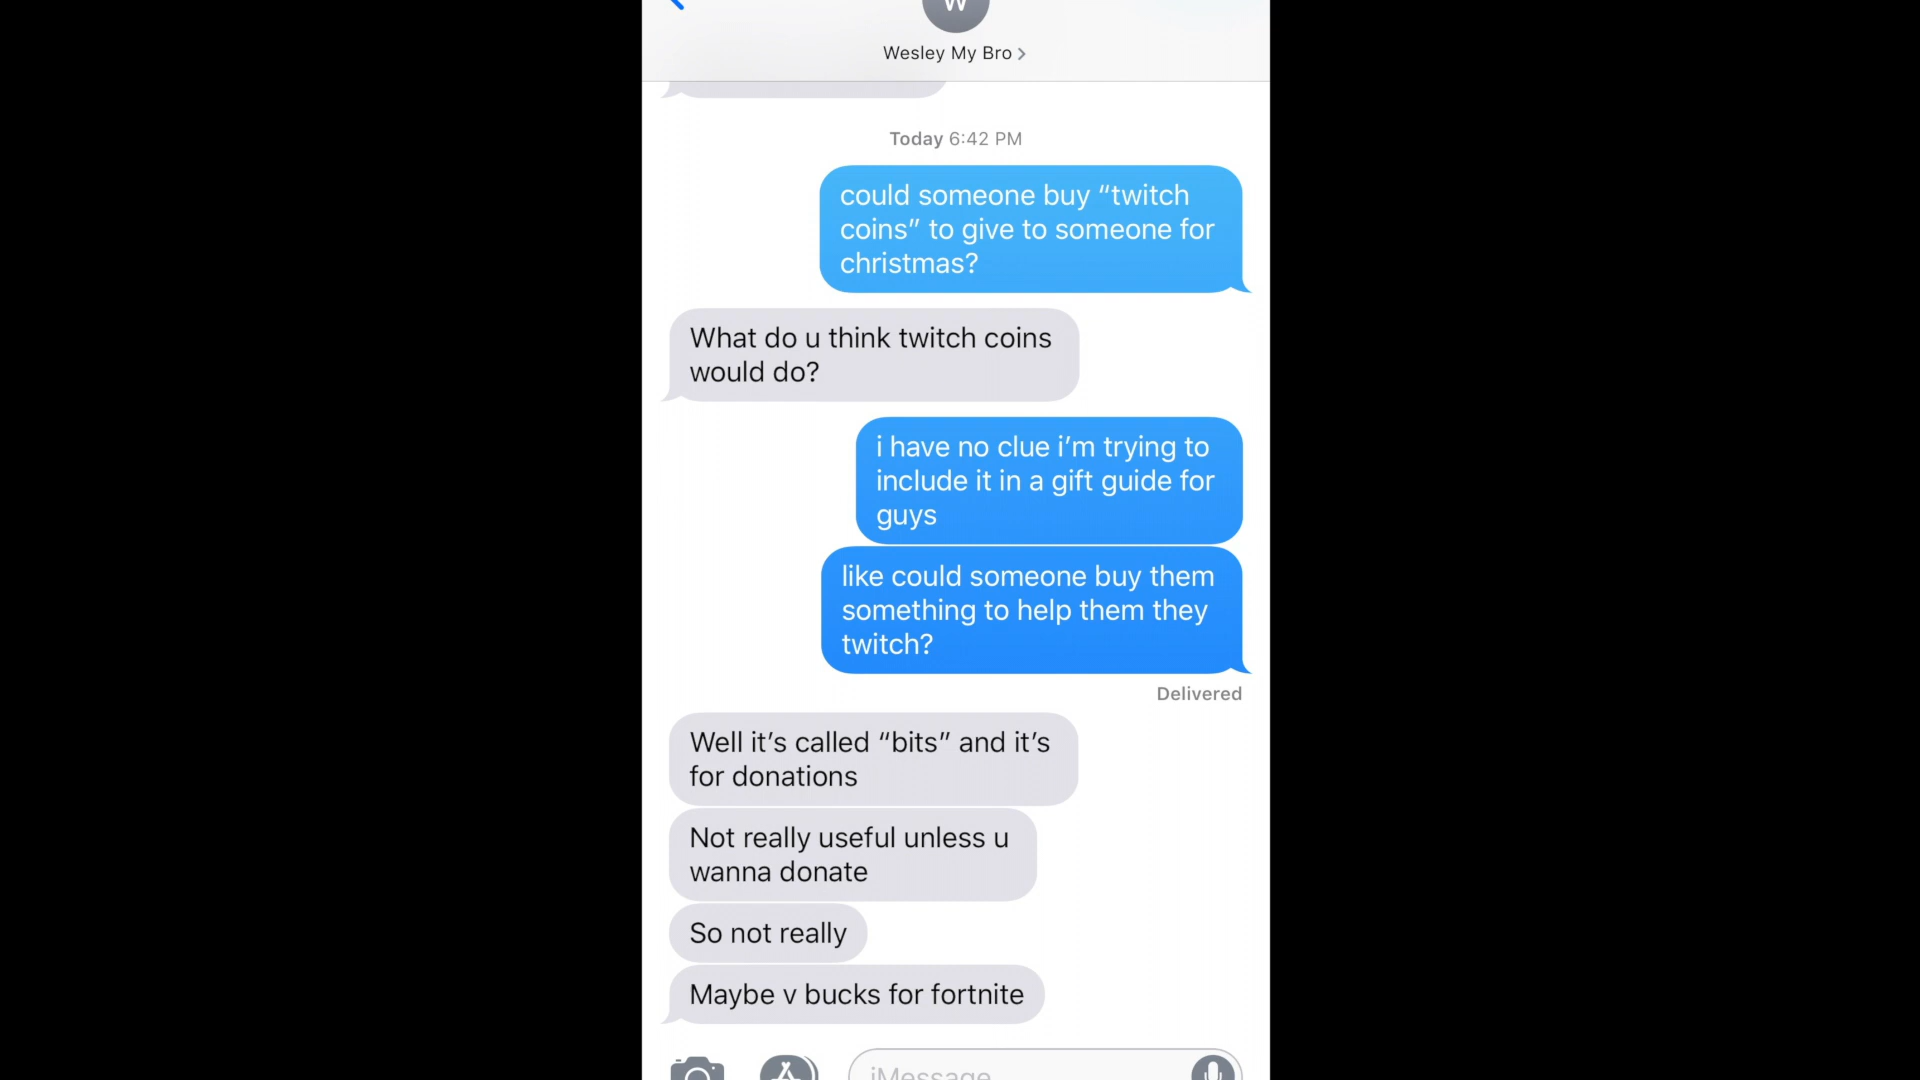 W
Wesley My Bro
Today 6:42 PM
could someone buy “twitch
coins” to give to someone for
christmas?
What do u think twitch coins
would do?
i have no clue i’m trying to
include it in a gift guide for
guys
like could someone buy them
something to help them they
twitch?
Delivered
Well it’s called “bits” and it’s
for donations
Not really useful unless u
wanna donate
So not really
Maybe v bucks for fortnite
iMessage